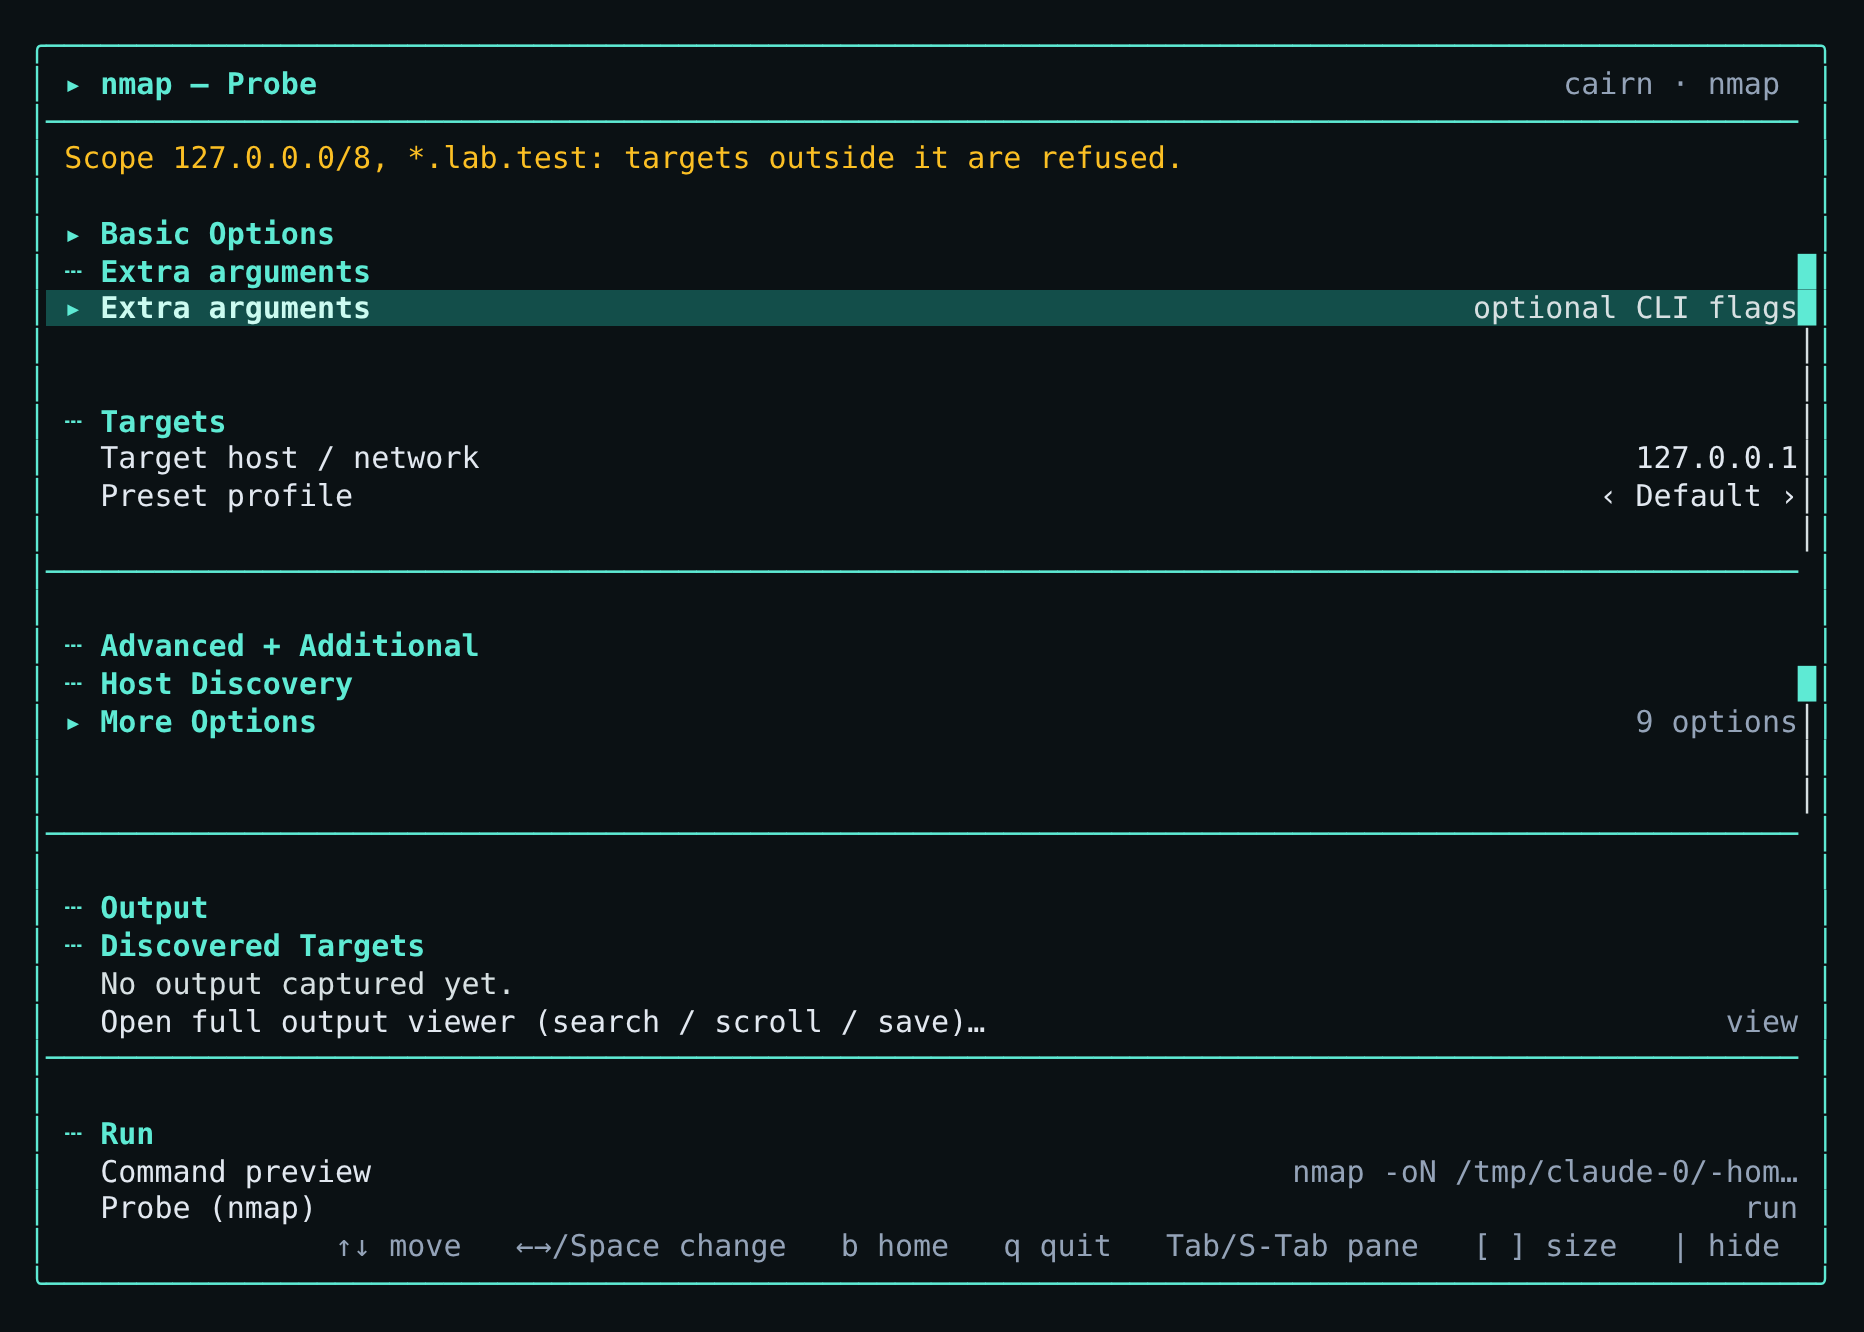 ▸ nmap — Probe cairn · nmap
Scope 127.0.0.0/8, *.lab.test: targets outside it are refused.
▸ Basic Options
┄ Extra arguments
▸ Extra arguments optional CLI flags
┄ Targets
Target host / network 127.0.0.1
Preset profile ‹ Default ›
┄ Advanced + Additional
┄ Host Discovery
▸ More Options 9 options
┄ Output
┄ Discovered Targets
No output captured yet.
Open full output viewer (search / scroll / save)… view
┄ Run
Command preview nmap -oN /tmp/claude-0/-hom…
Probe (nmap) run
↑↓ move ←→/Space change b home q quit Tab/S-Tab pane [ ] size | hide